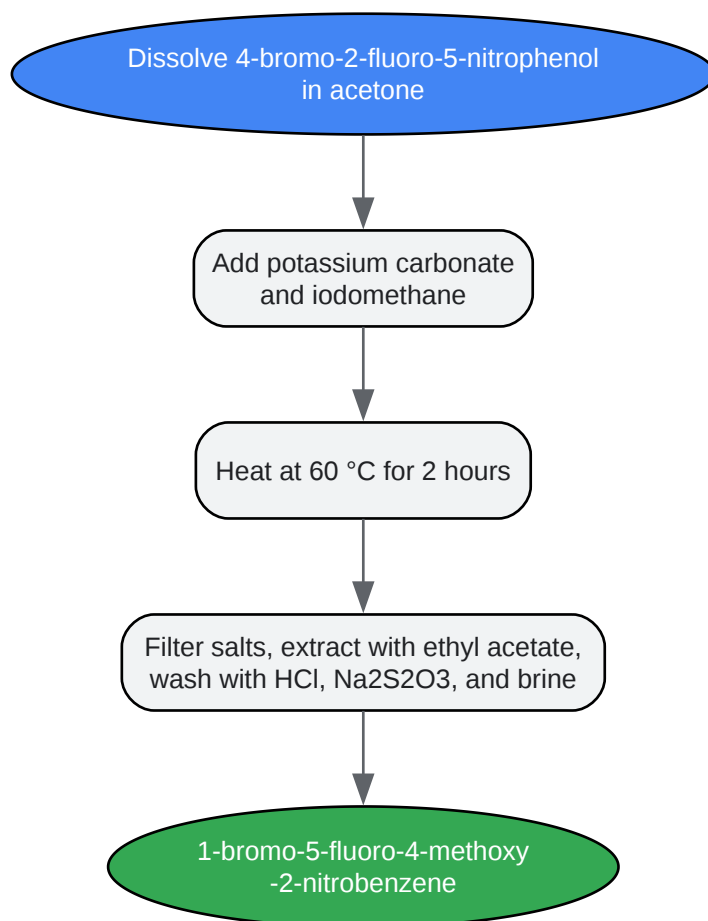 Dissolve 4-bromo-2-fluoro-5-nitrophenol
in acetone
Add potassium carbonate
and iodomethane
Heat at 60 °C for 2 hours
Filter salts, extract with ethyl acetate,
wash with HCl, Na2S2O3, and brine
1-bromo-5-fluoro-4-methoxy
-2-nitrobenzene